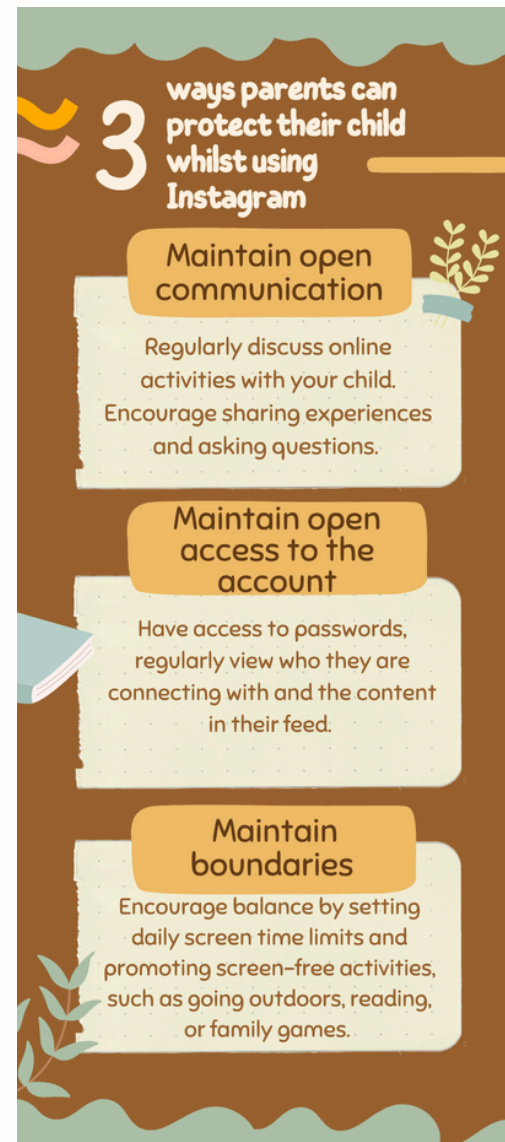 3
ways parents can
protect their child
whilst using
Instagram
Maintain open
communication
Regularly discuss online
activities with your child.
Encourage sharing experiences
and asking questions.
Maintain open
access to the
account
Have access to passwords,
regularly view who they are
connecting with and the content
in their feed.
Maintain
boundaries
Encourage balance by setting
daily screen time limits and
promoting screen-free activities,
such as going outdoors, reading,
or family games.